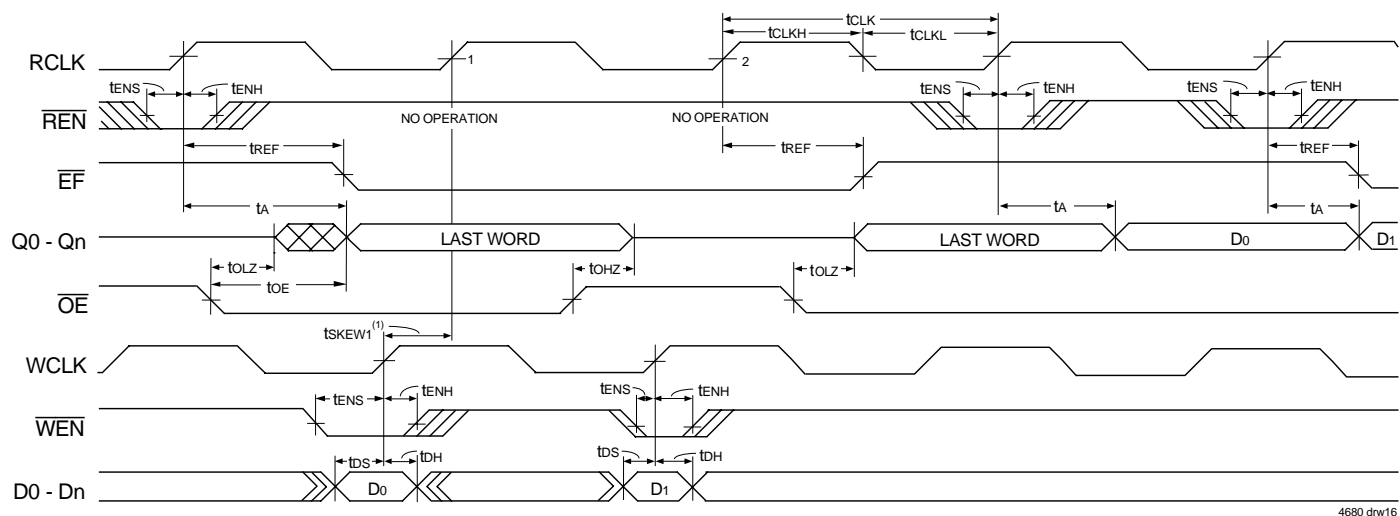 tCLK
tCLKH tCLKL
RCLK 1 2
tENS tENH tENS tENH tENS tENH
REN NO OPERATION NO OPERATION
tREF tREF tREF
EF
tA tA tA
Q0 - Qn LAST WORD LAST WORD D0 D1
tOLZ tOHZ tOLZ
tOE
OE
tSKEW1(1)
WCLK
tENS tENH tENS tENH
WEN
tDS tDH tDS tDH
D0 - Dn D0 D1
4680 drw16